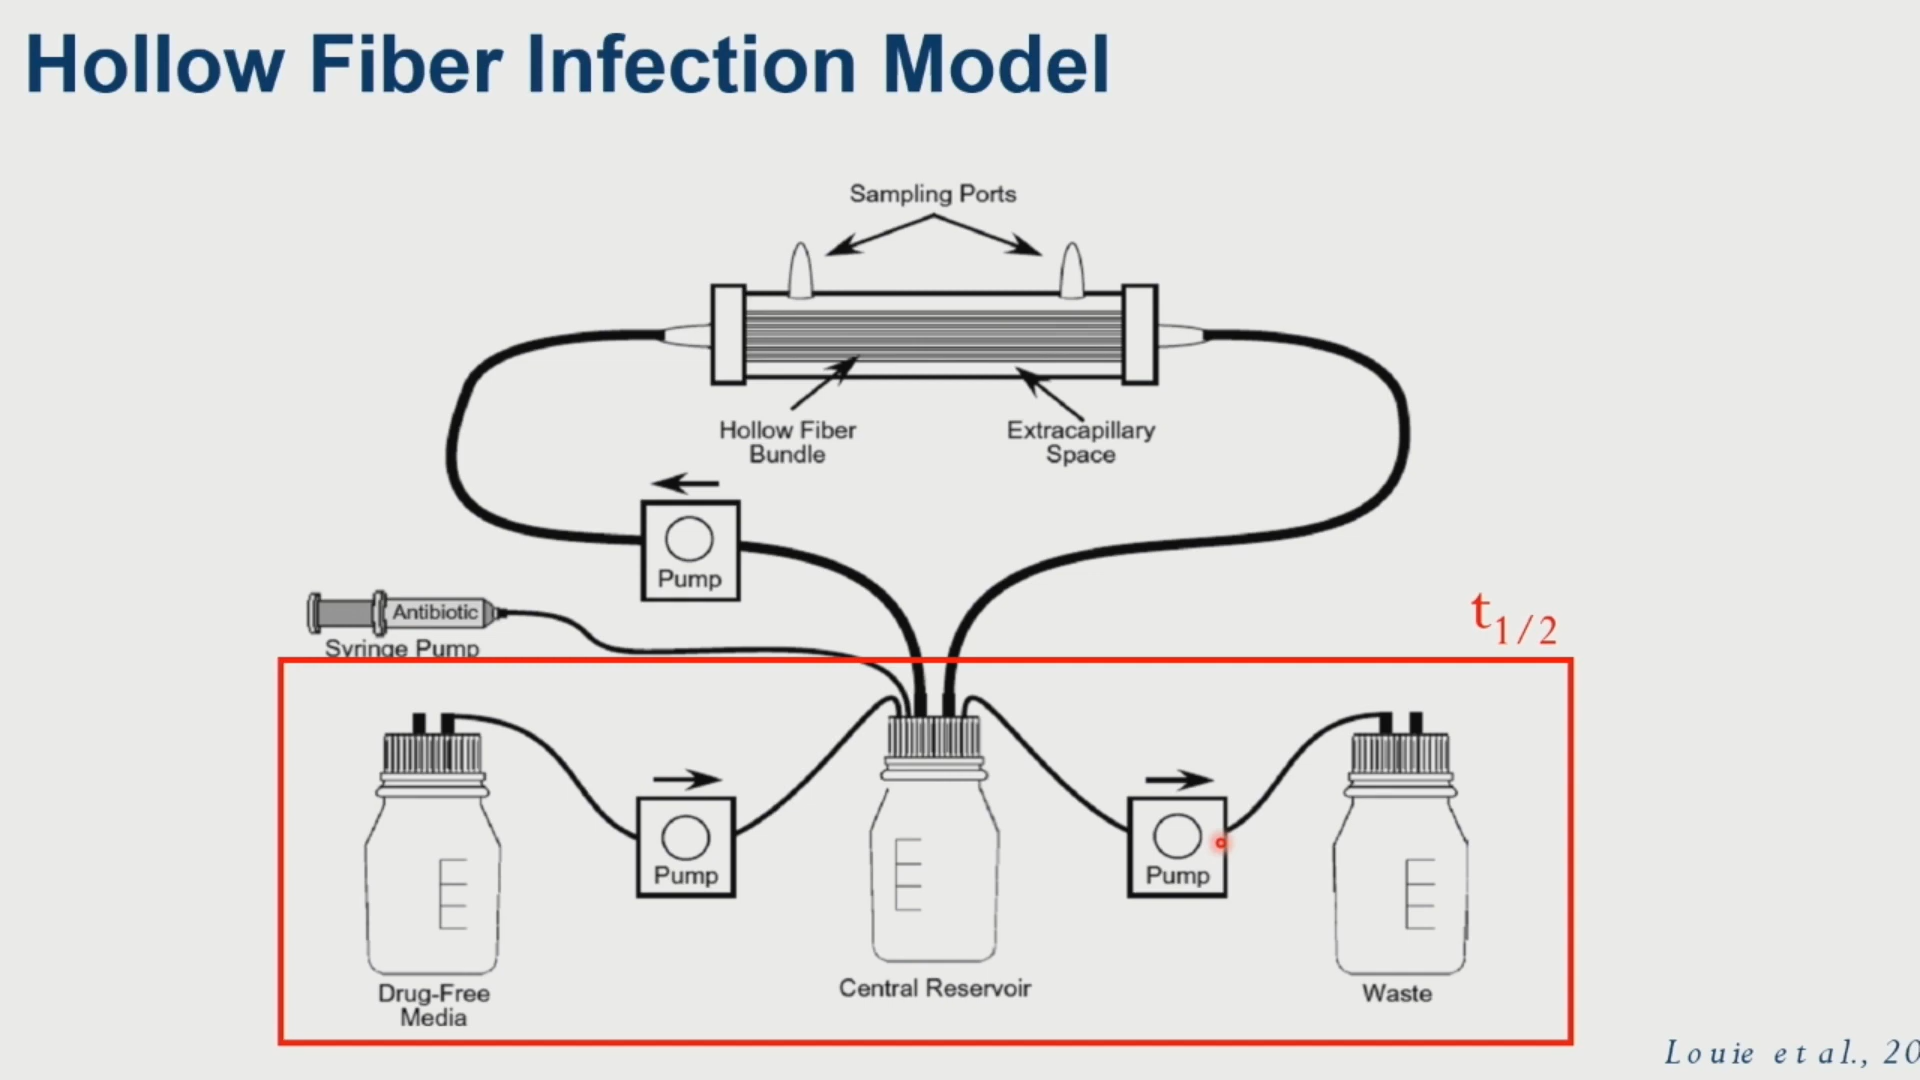 Hollow Fiber Infection Model
Sampling Ports
Hollow Fiber
Bundle
Extracapillary
Space
Pump
Antibiotic
Syringe Pump
t1/2
Pump
Pump
Drug-Free
Media
Central Reservoir
Waste
Louie et al., 20